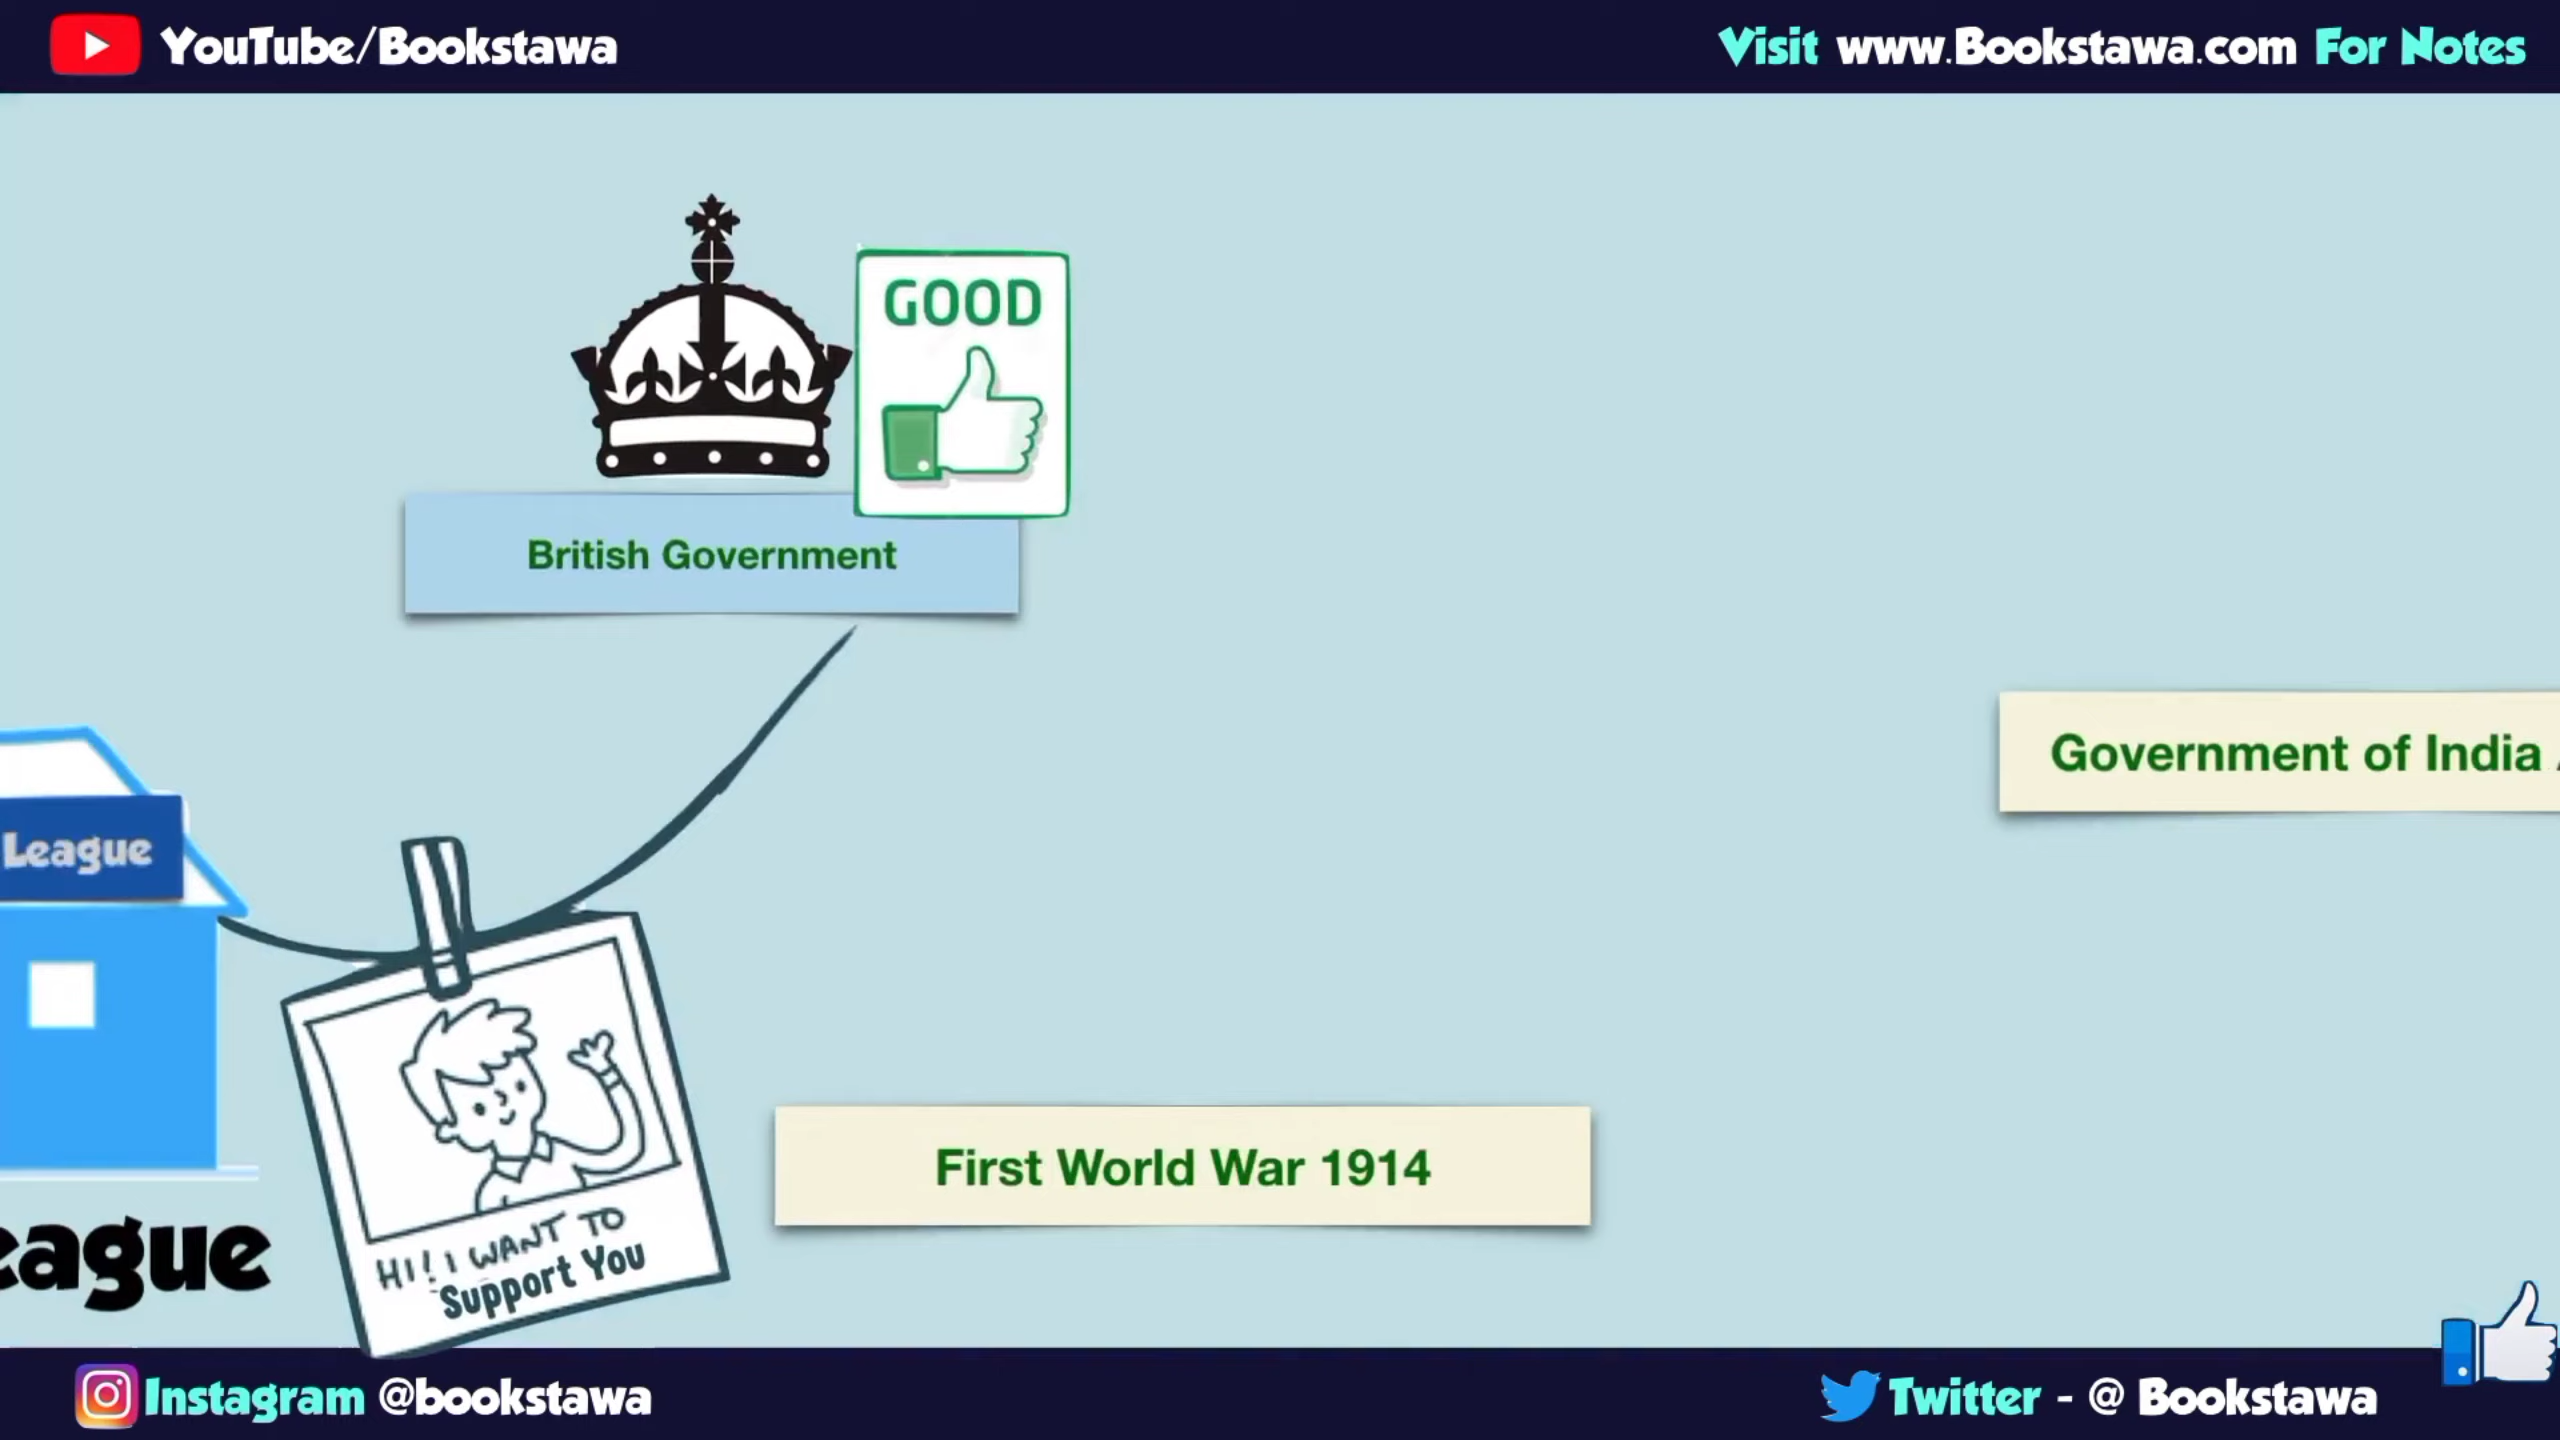 YouTube/Bookstawa
Visit www.Bookstawa.com For Notes
GOOD
British Government
Government of India
League
First World War 1914
eague
HI! I WANT TO
Support You
Instagram @bookstawa
Twitter - @ Bookstawa